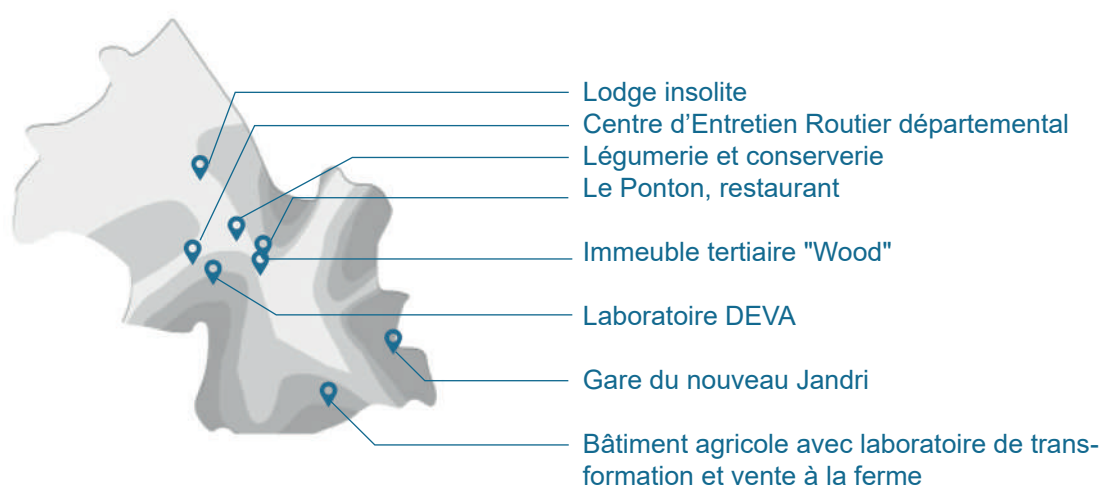 Lodge insolite
Centre d’Entretien Routier départemental
Légumerie et conserverie
Le Ponton, restaurant
Immeuble tertiaire "Wood"
Laboratoire DEVA
Gare du nouveau Jandri
Bâtiment agricole avec laboratoire de trans-
formation et vente à la ferme